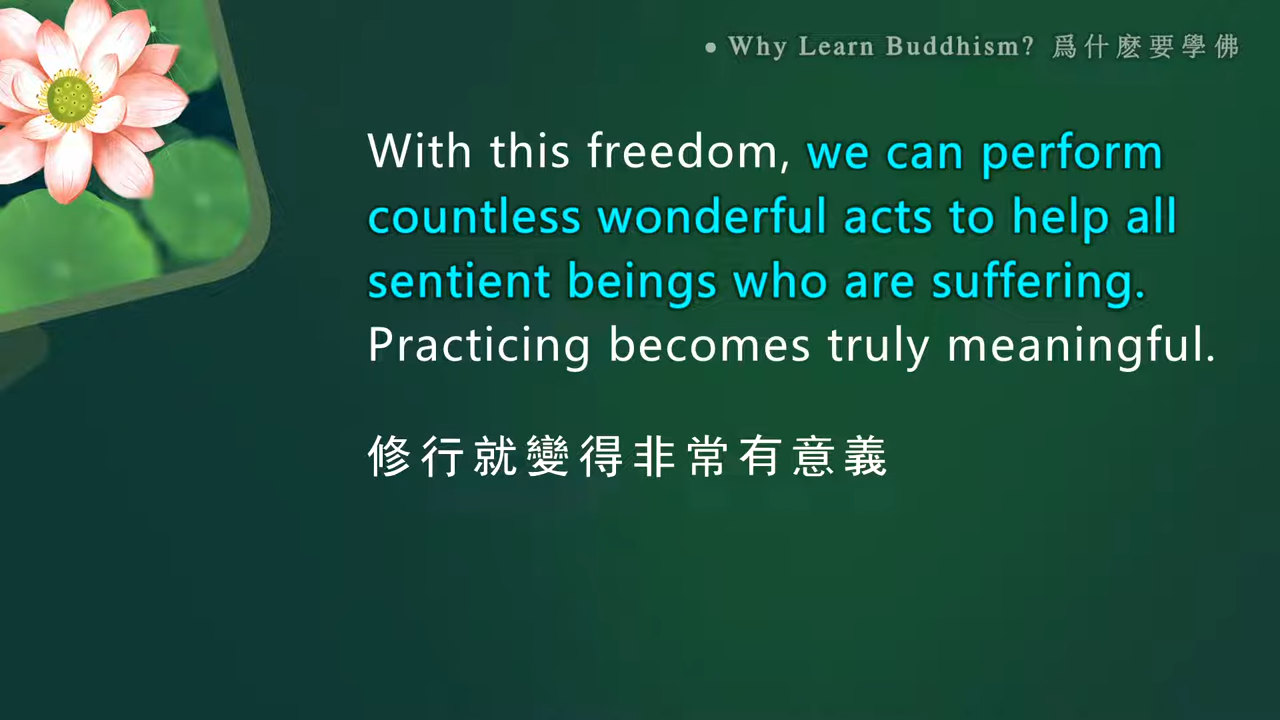 • Why Learn Buddhism? 爲什麽要學佛
With this freedom, we can perform
countless wonderful acts to help all
sentient beings who are suffering.
Practicing becomes truly meaningful.
修行就變得非常有意義